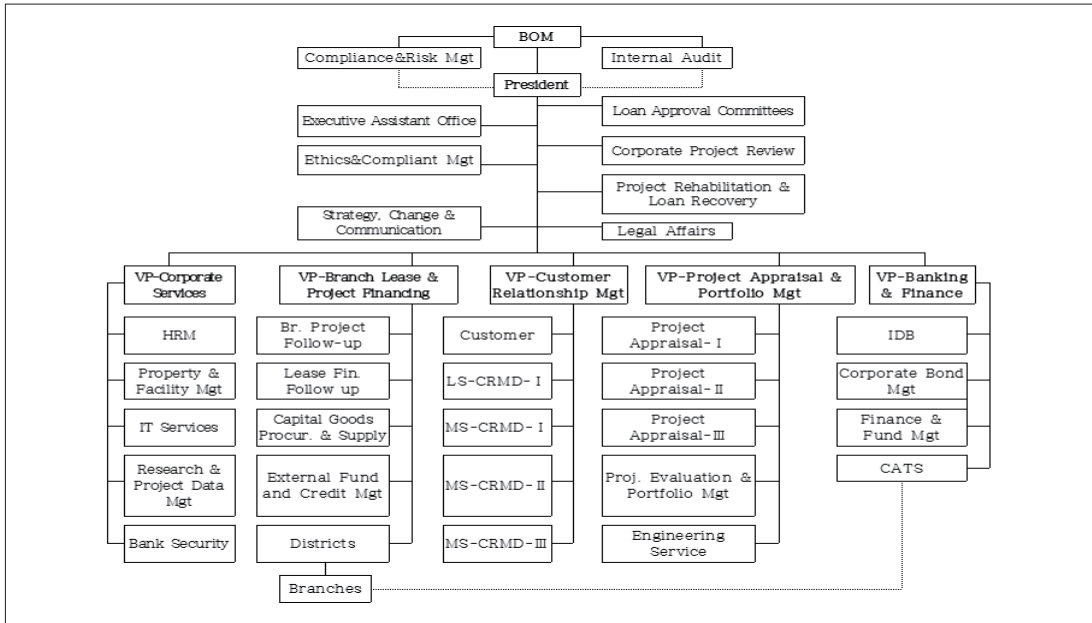 BOM
Compliance&Risk Mgt
Internal Audit
President
Executive Assistant Office
Loan Approval Committees
Ethics&Compliant Mgt
Corporate Project Review
Project Rehabilitation &
Loan Recovery
Strategy, Change &
Communication
Legal Affairs
VP-Corporate
Services
VP-Branch Lease &
Project Financing
VP-Customer
Relationship Mgt
VP-Project Appraisal &
Portfolio Mgt
VP-Banking
& Finance
HRM
Property &
Facility Mgt
IT Services
Research &
Project Data
Mgt
Bank Security
Br. Project
Follow-up
Lease Fin.
Follow up
Capital Goods
Procur. & Supply
External Fund
and Credit Mgt
Districts
Branches
Customer
LS-CRMD-Ⅰ
MS-CRMD-Ⅰ
MS-CRMD-Ⅱ
MS-CRMD-Ⅲ
Project
Appraisal-Ⅰ
Project
Appraisal-Ⅱ
Project
Appraisal-Ⅲ
Proj. Evaluation &
Portfolio Mgt
Engineering
Service
IDB
Corporate Bond
Mgt
Finance &
Fund Mgt
CATS